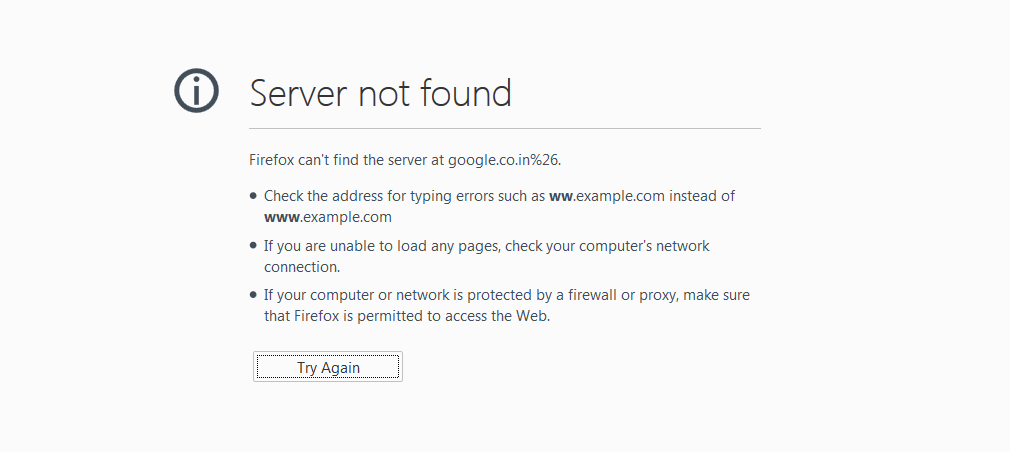 Server not found
Firefox can't find the server at google.co.in%26.
• Check the address for typing errors such as ww.example.com instead of
www.example.com
• If you are unable to load any pages, check your computer's network
connection.
• If your computer or network is protected by a firewall or proxy, make sure
that Firefox is permitted to access the Web.
Try Again